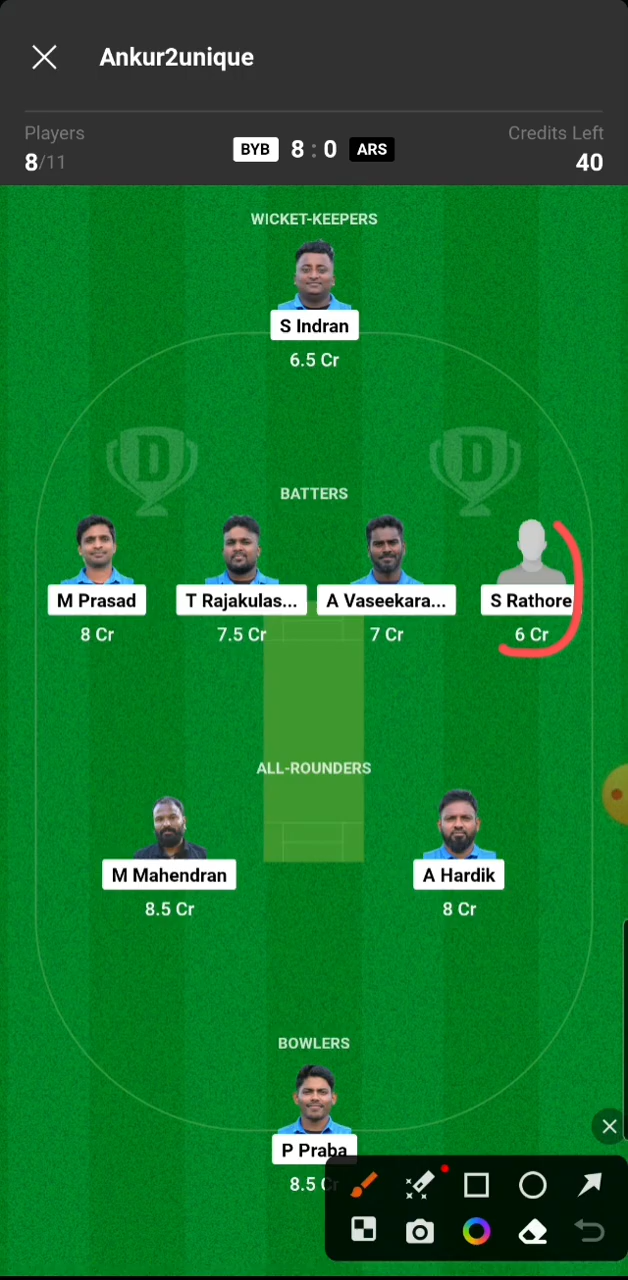 Ankur2unique
Players
Credits Left
8/11
BYB 8 : 0 ARS
40
WICKET-KEEPERS
S Indran
6.5 Cr
BATTERS
M Prasad
T Rajakulas...
A Vaseekara...
S Rathore
8 Cr
7.5 Cr
7 Cr
6 Cr
ALL-ROUNDERS
M Mahendran
A Hardik
8.5 Cr
8 Cr
BOWLERS
P Praba
8.5